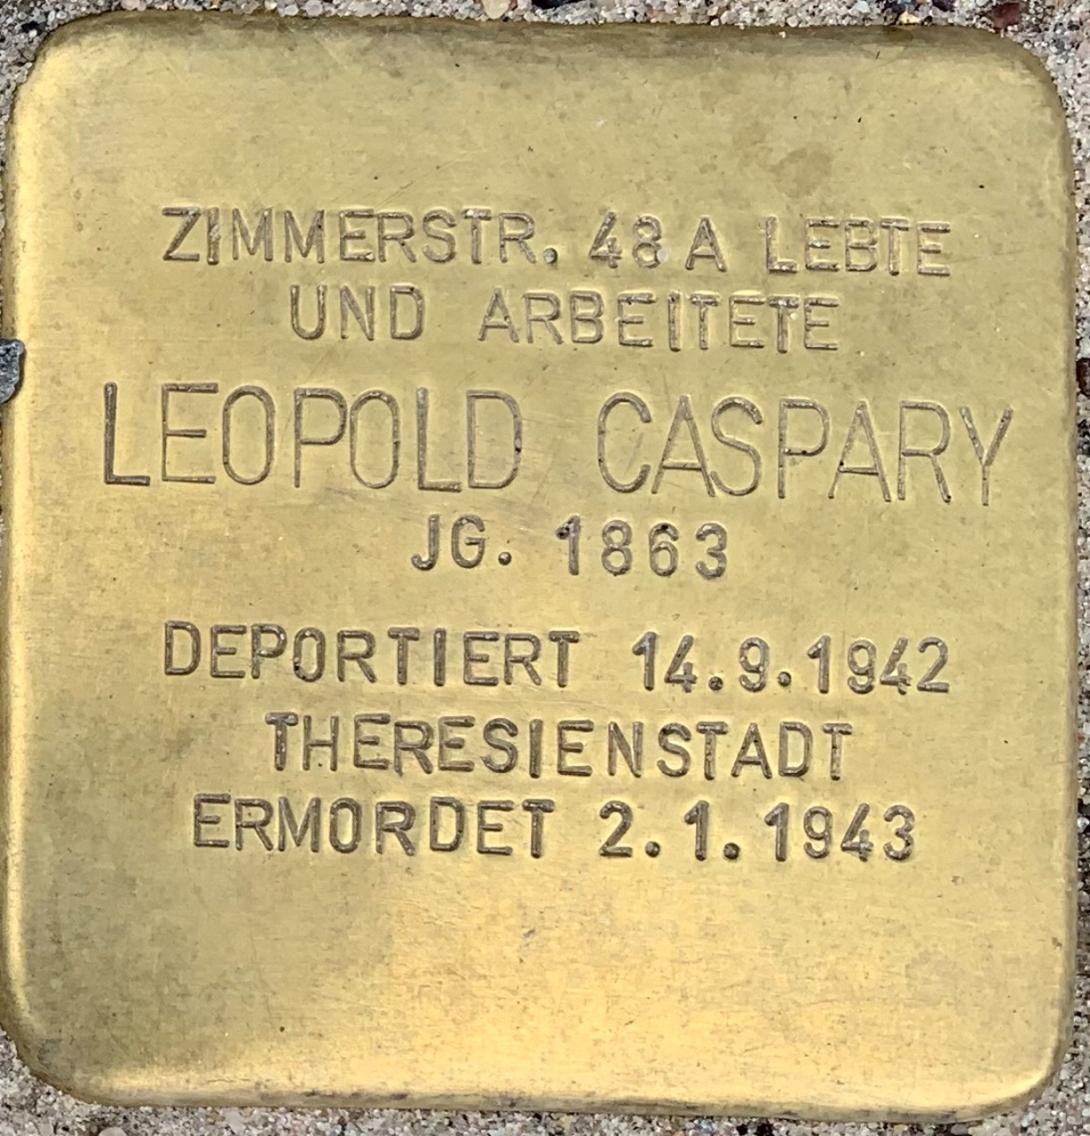 ZIMMERSTR. 48 A LEBTE
UND ARBEITETE
LEOPOLD CASPARY
JG. 1863
DEPORTIERT 14.9.1942
THERESIENSTADT
ERMORDET 2.1.1943